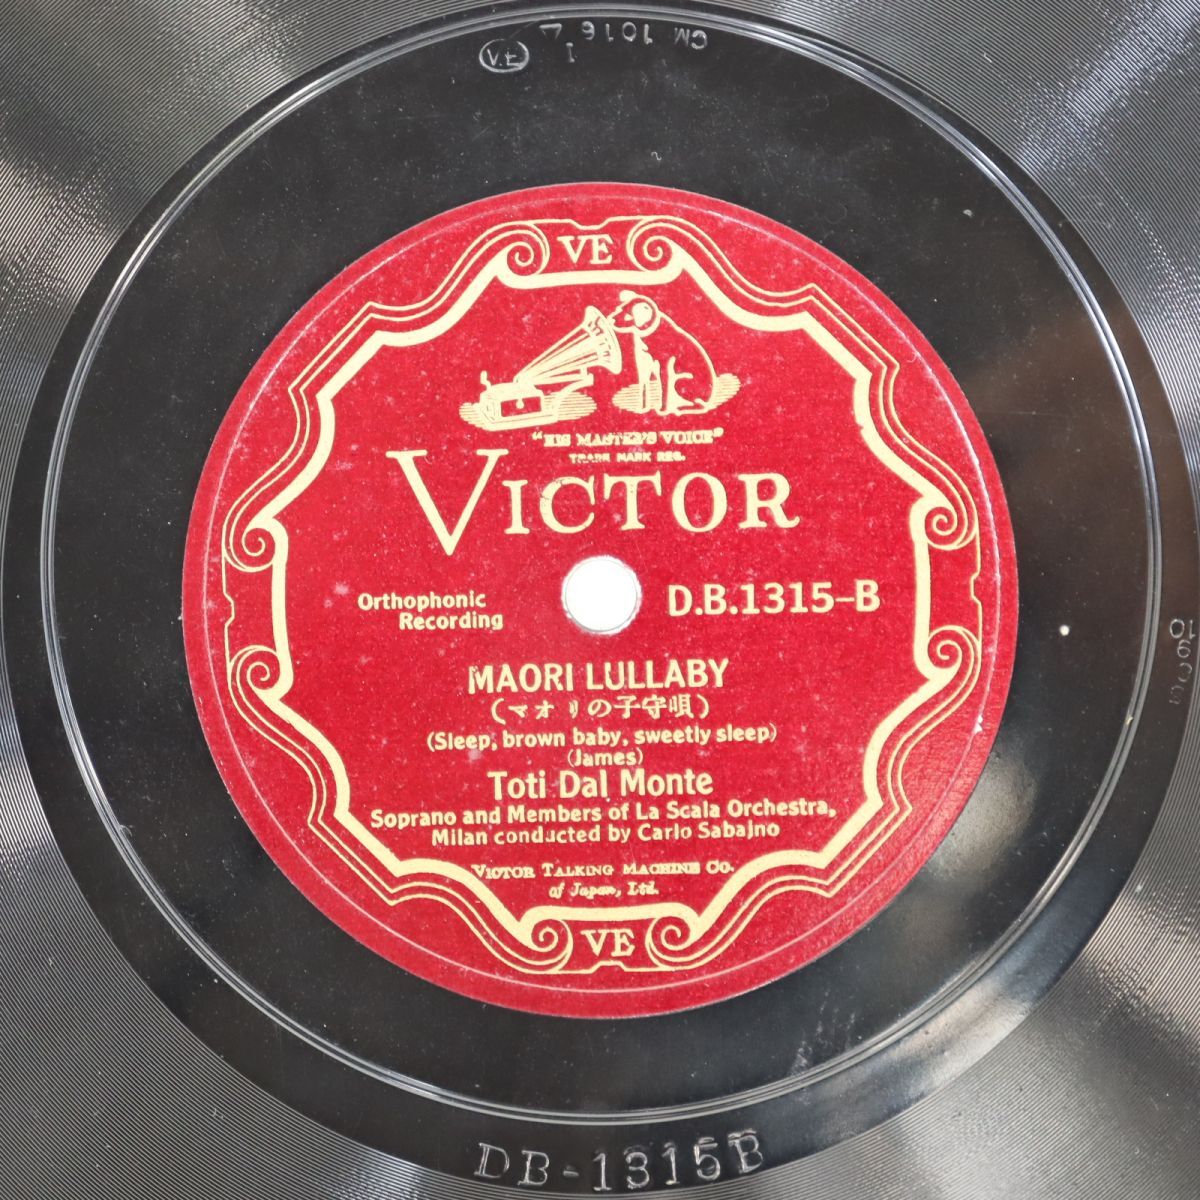 CM 1016 △ I
V.E
VE
"HIS MASTER'S VOICE"
TRADE MARK REG.
VICTOR
Orthophonic
Recording
D.B.1315-B
MAORI LULLABY
(マオリの子守唄)
(Sleep, brown baby, sweetly sleep)
(James)
Toti Dal Monte
Soprano and Members of La Scala Orchestra,
Milan conducted by Carlo Sabajno
VICTOR TALKING MACHINE CO.
of Japan, Ltd.
VE
DB-1315B